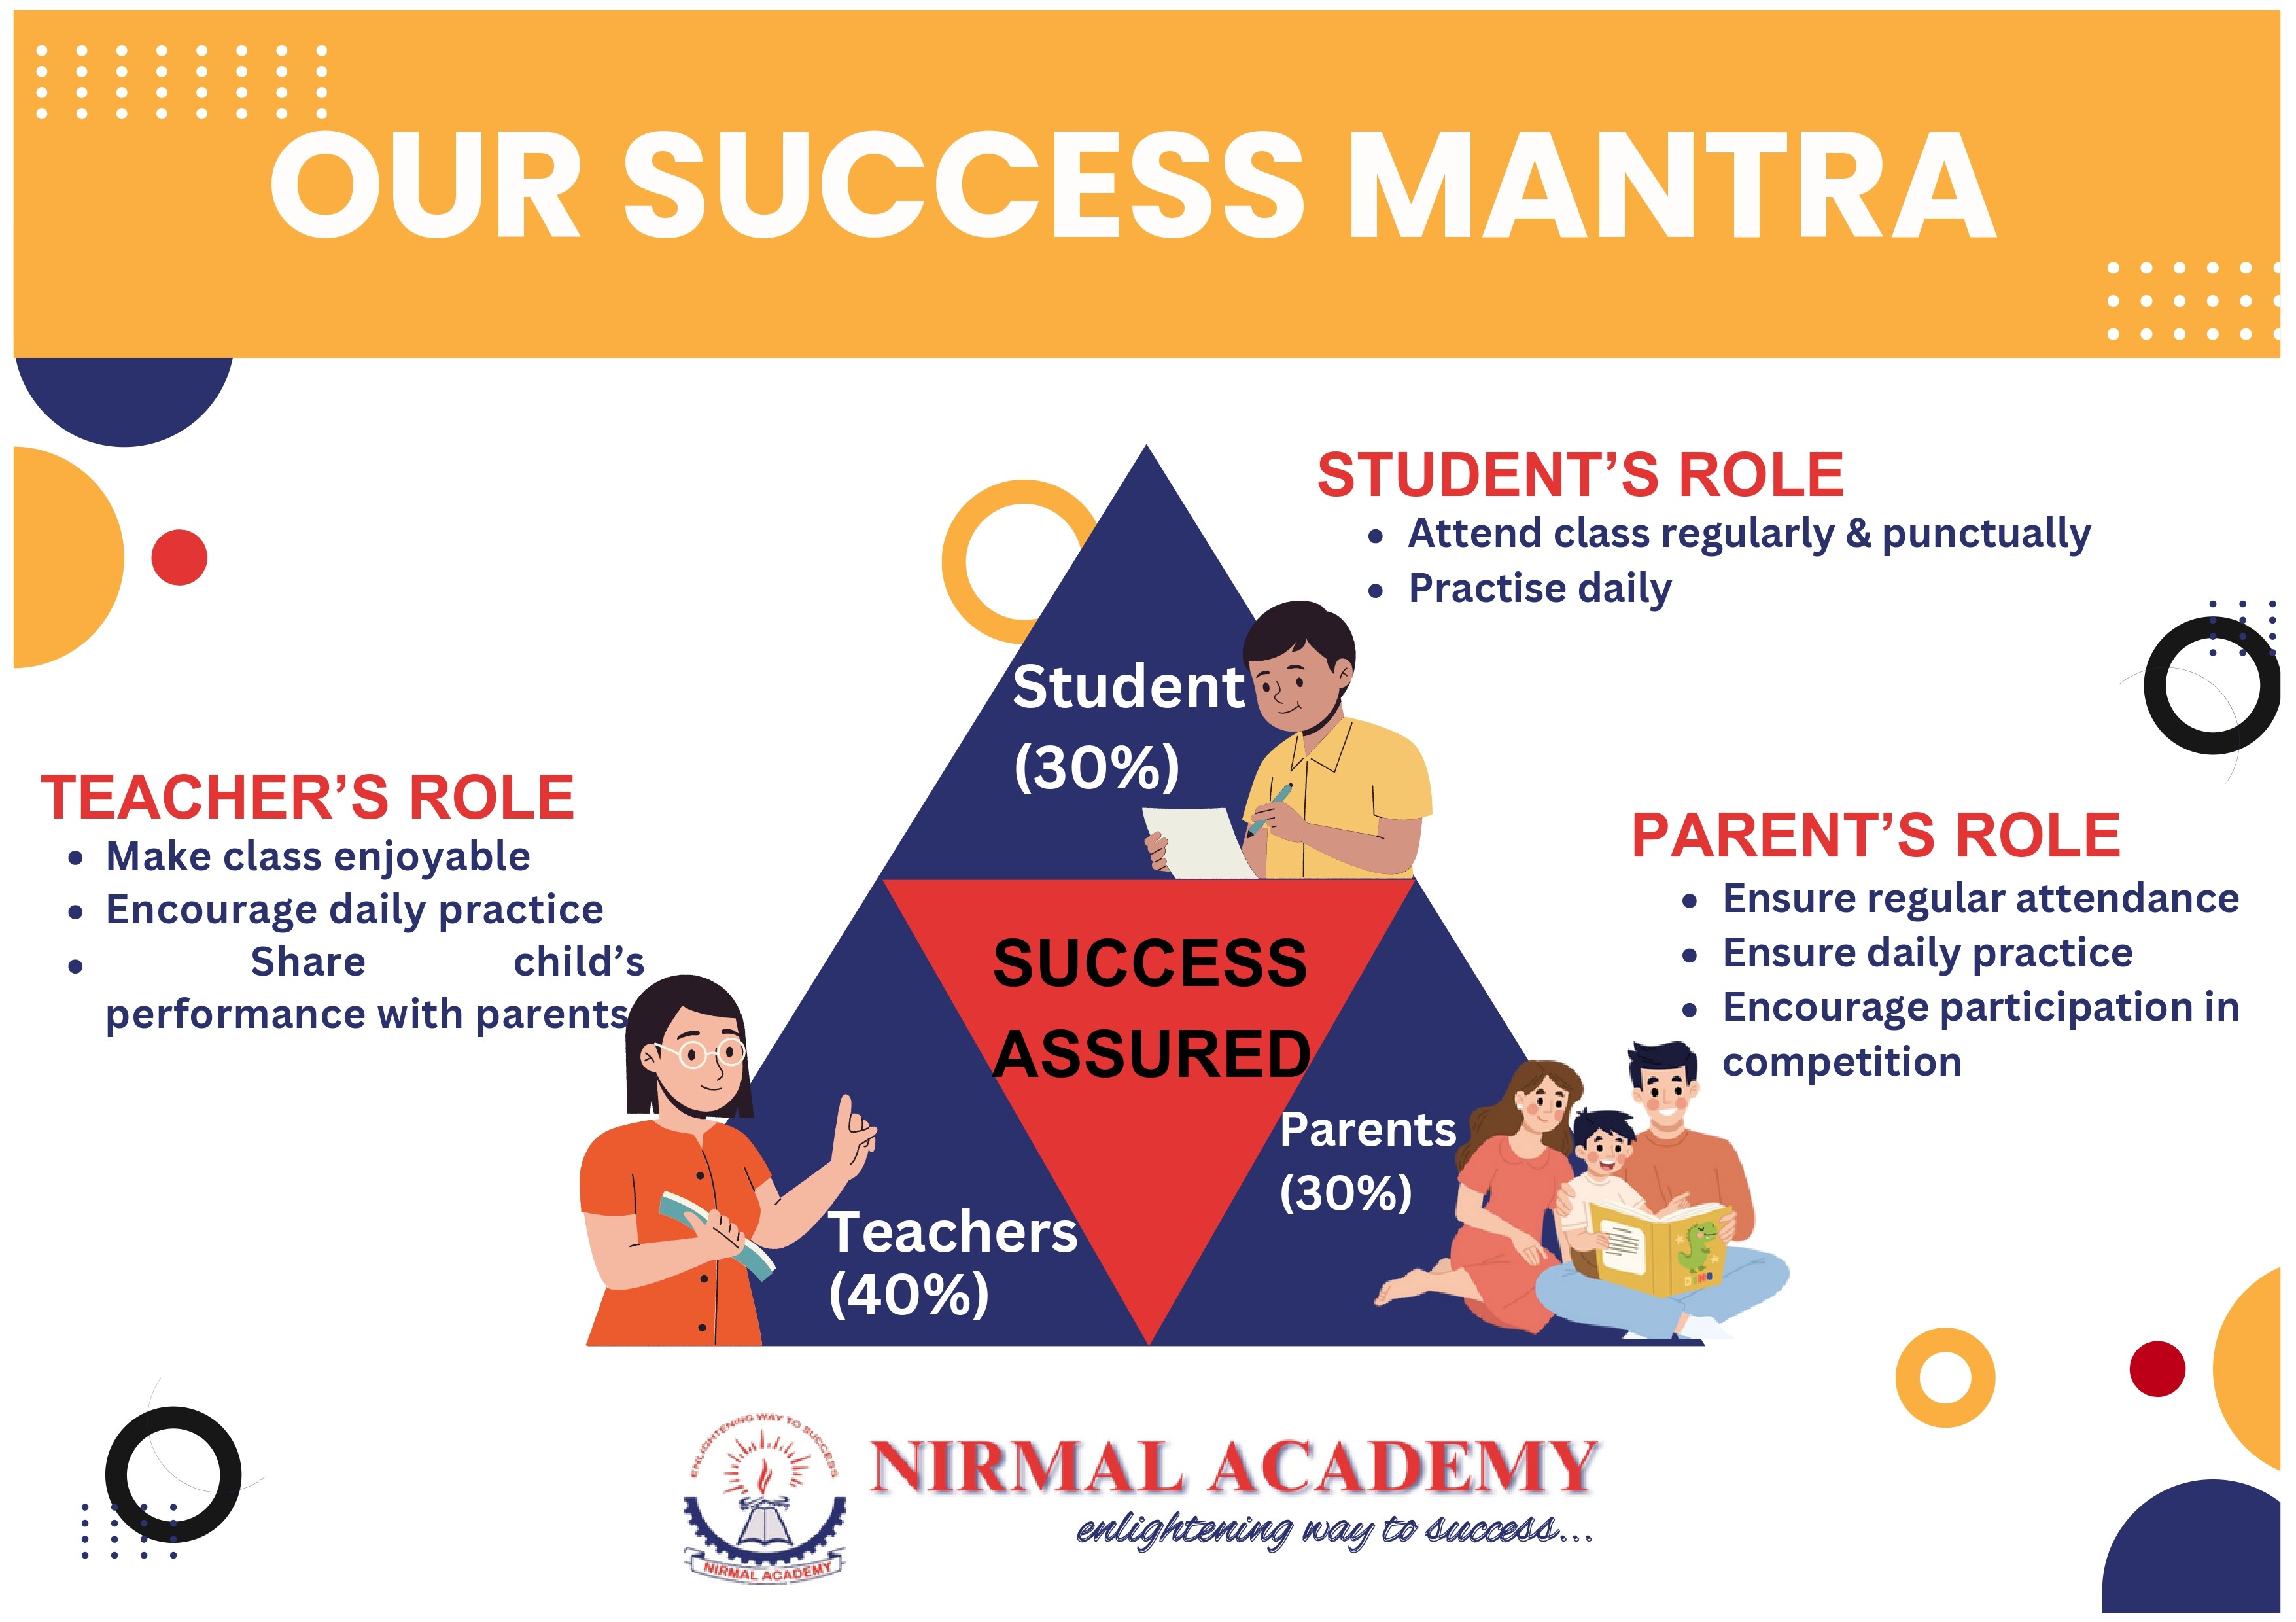 OUR SUCCESS MANTRA
STUDENT’S ROLE
• Attend class regularly & punctually
• Practise daily
Student
(30%)
TEACHER’S ROLE
• Make class enjoyable
• Encourage daily practice
• Share child’s
performance with parents
PARENT’S ROLE
• Ensure regular attendance
• Ensure daily practice
• Encourage participation in
competition
SUCCESS
ASSURED
Parents
(30%)
Teachers
(40%)
DINO
ENLIGHTENING WAY TO SUCCESS
NIRMAL ACADEMY
NIRMAL ACADEMY
enlightening way to success...